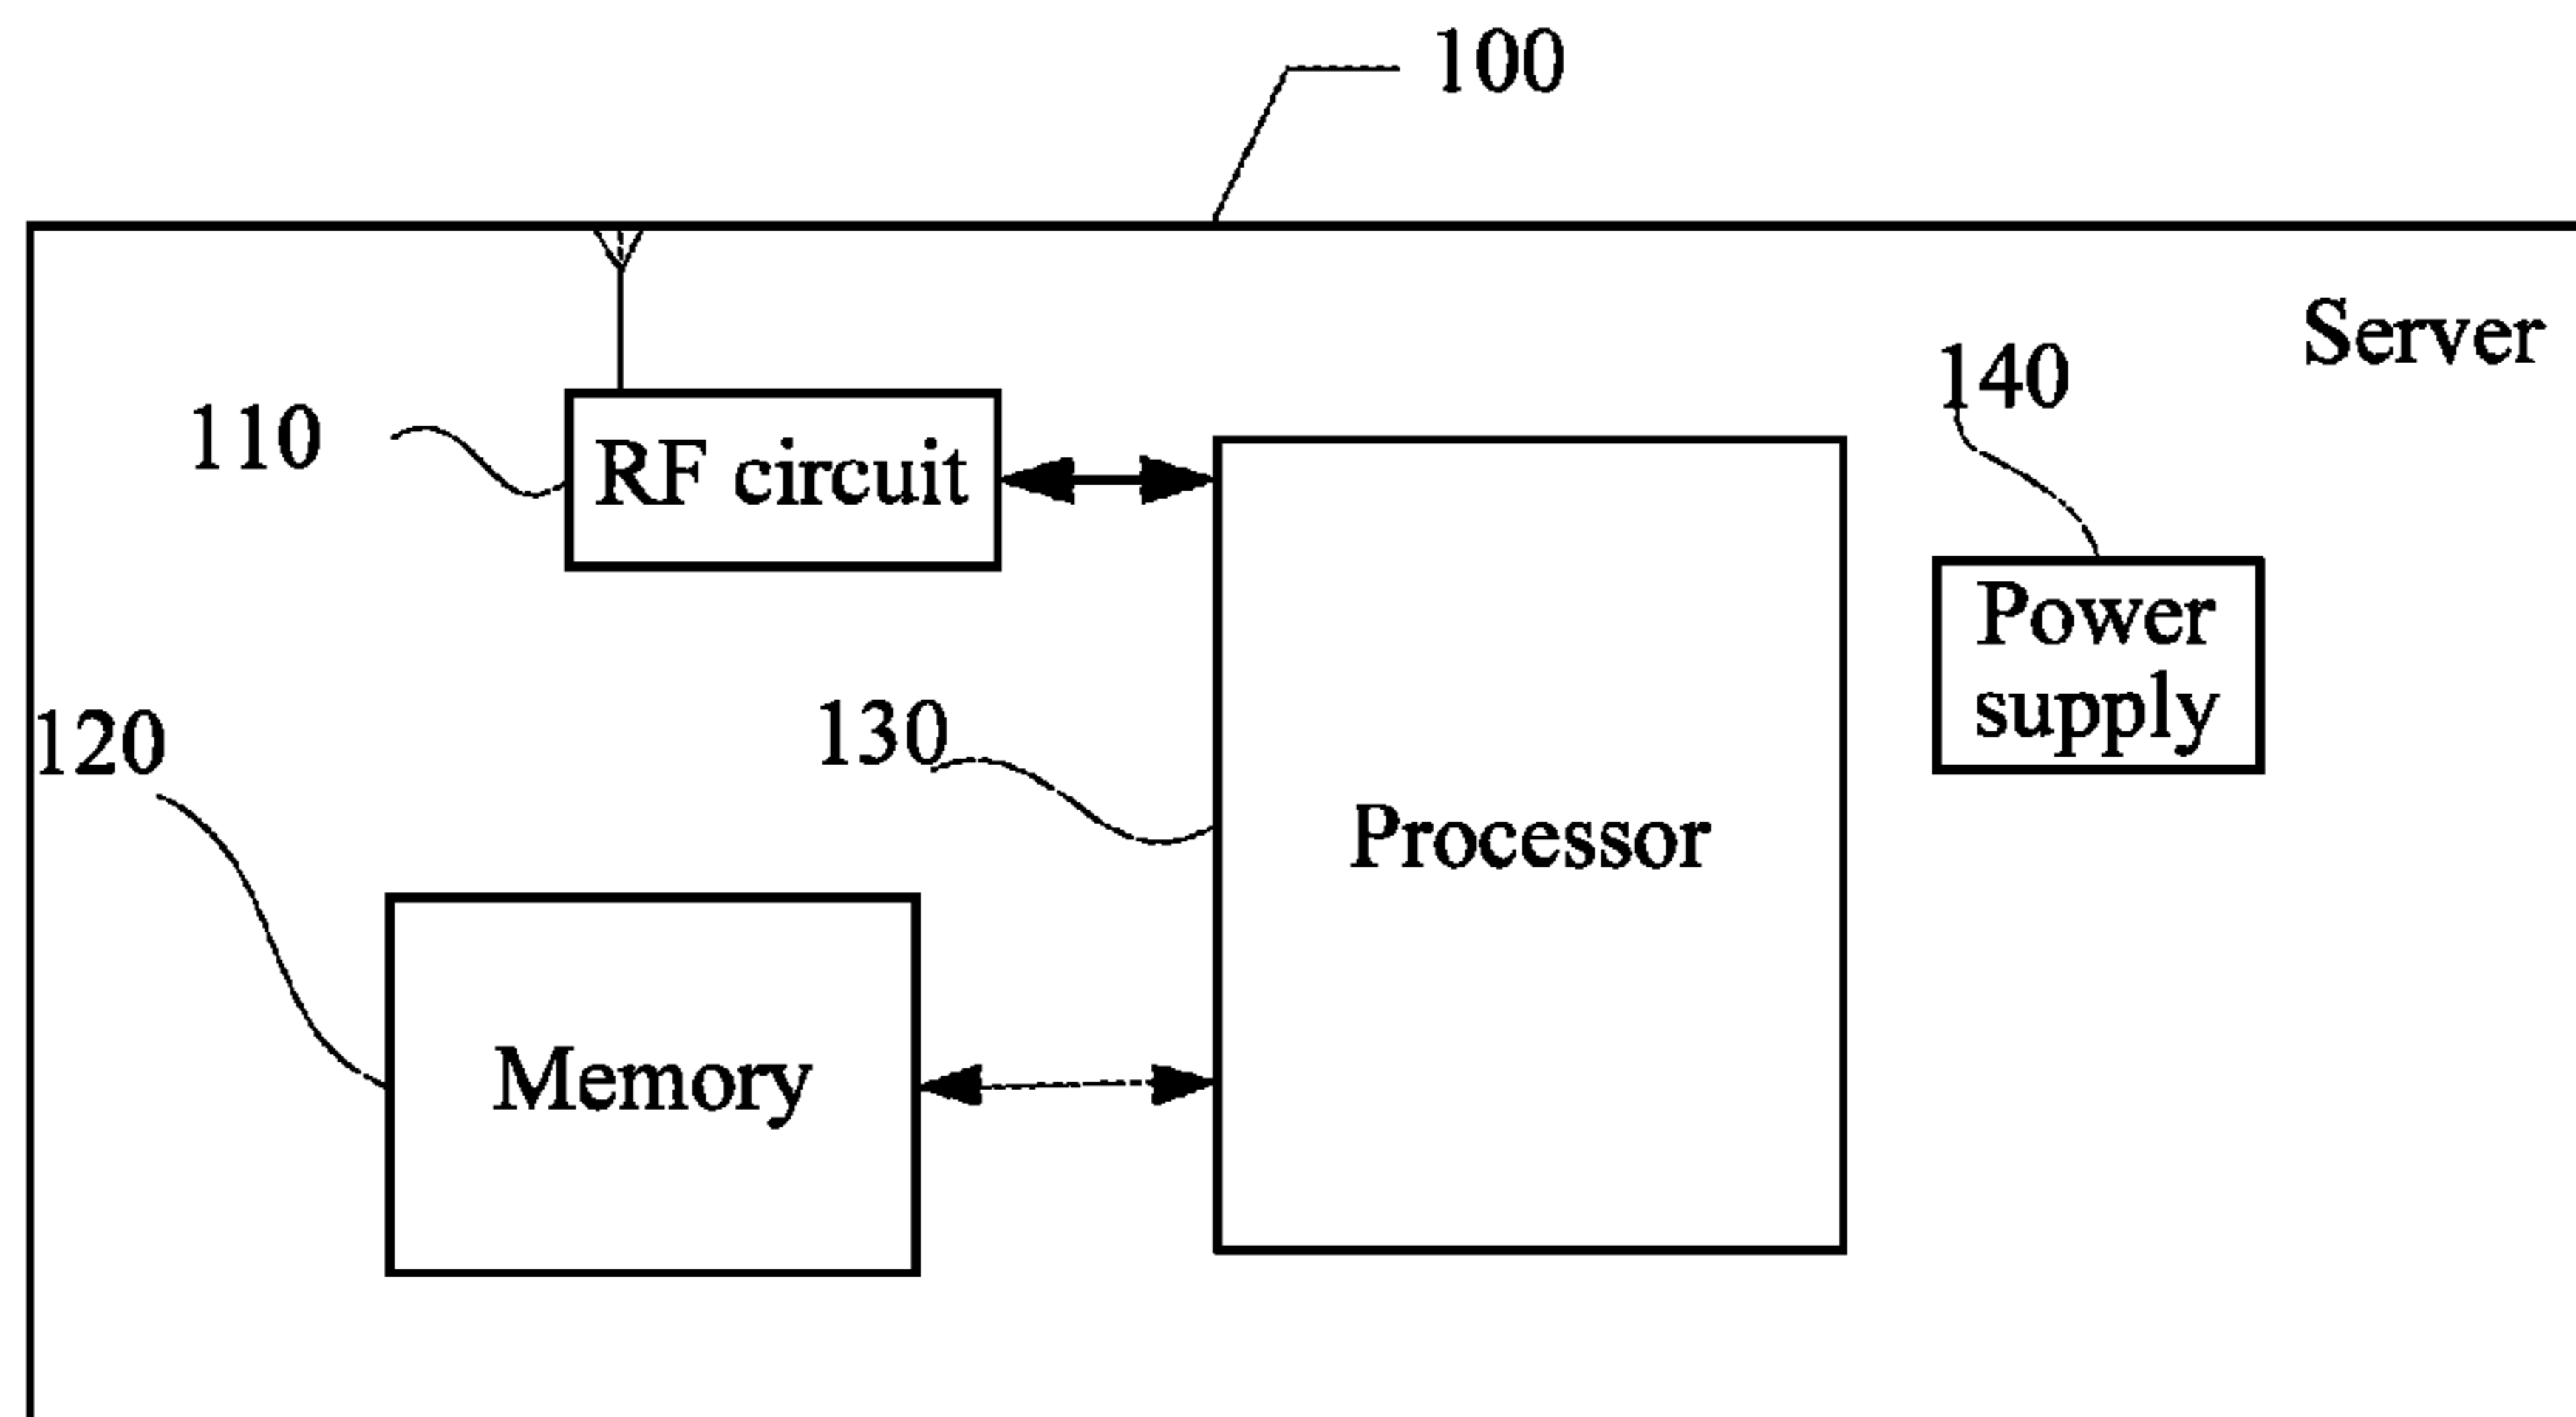 100
Server
140
110
RF circuit
Power
supply
120
130
Processor
Memory